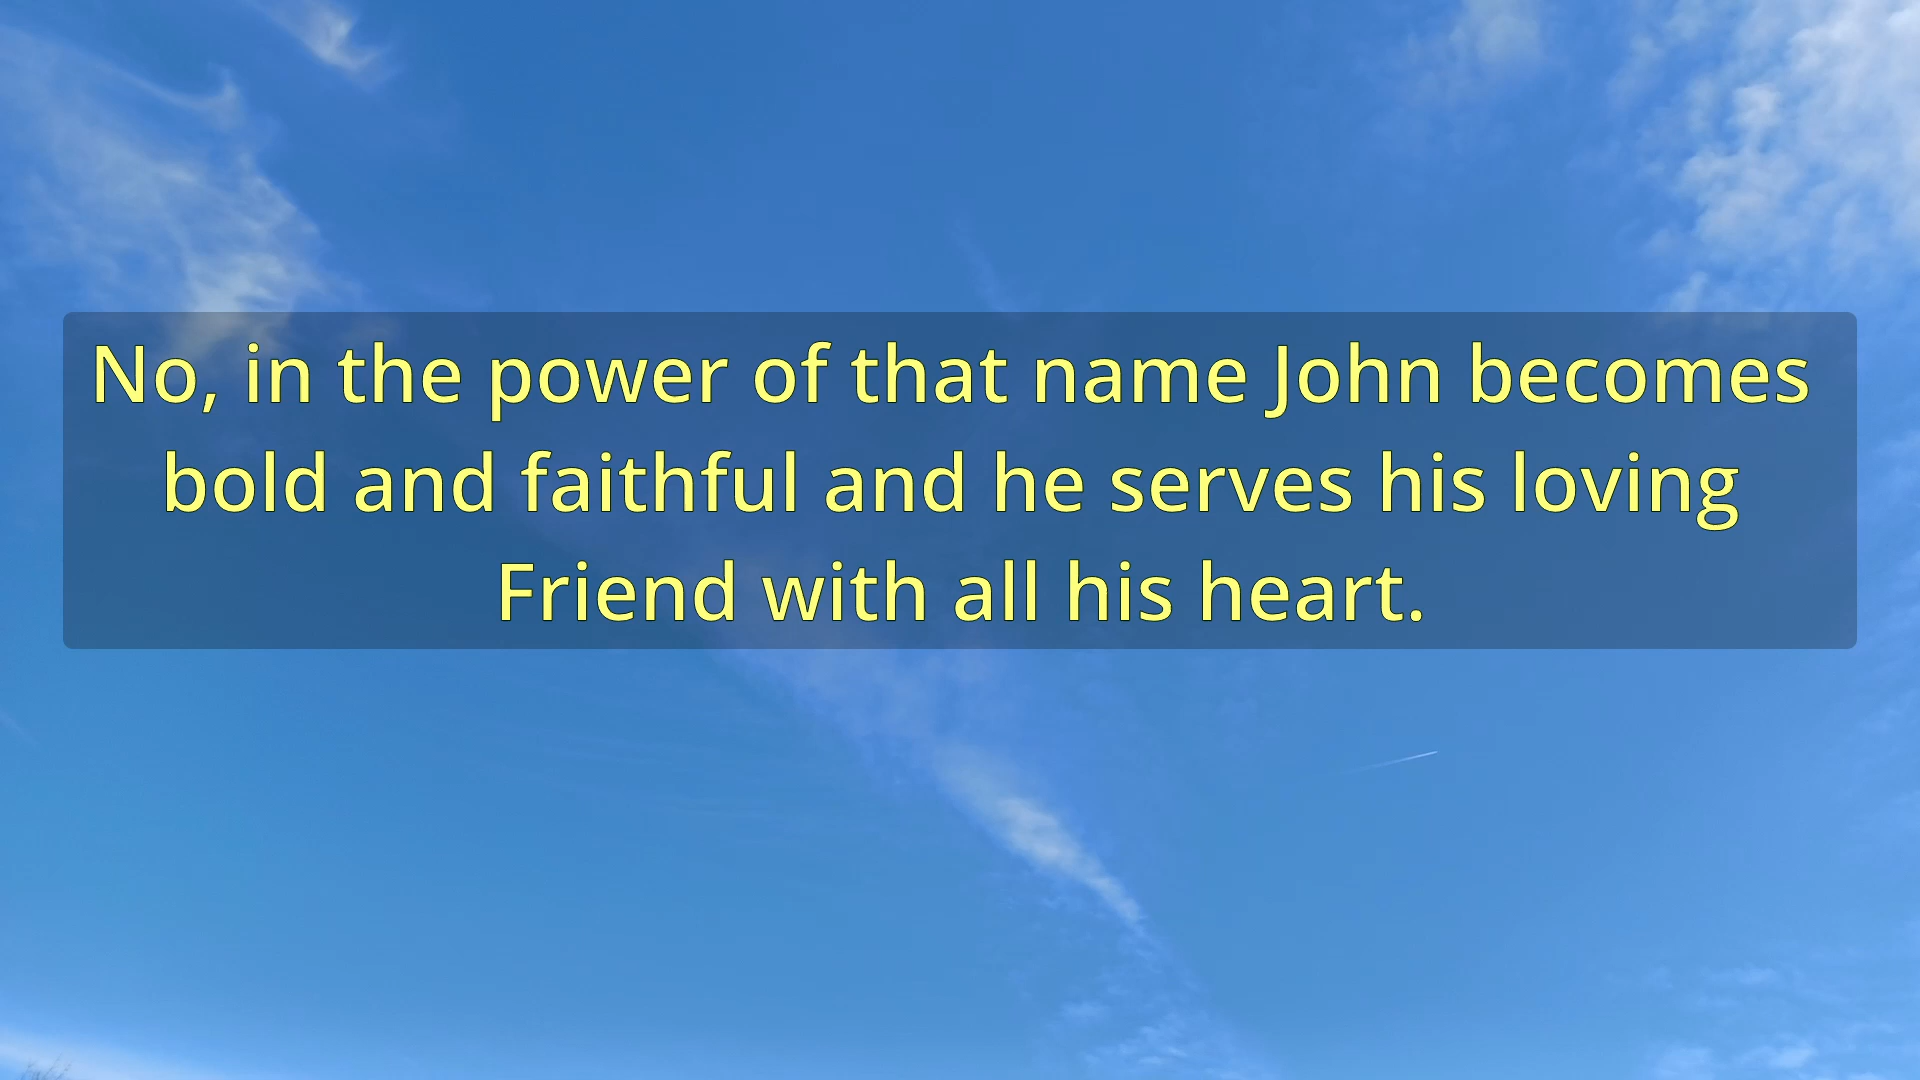 No, in the power of that name John becomes
bold and faithful and he serves his loving
Friend with all his heart.